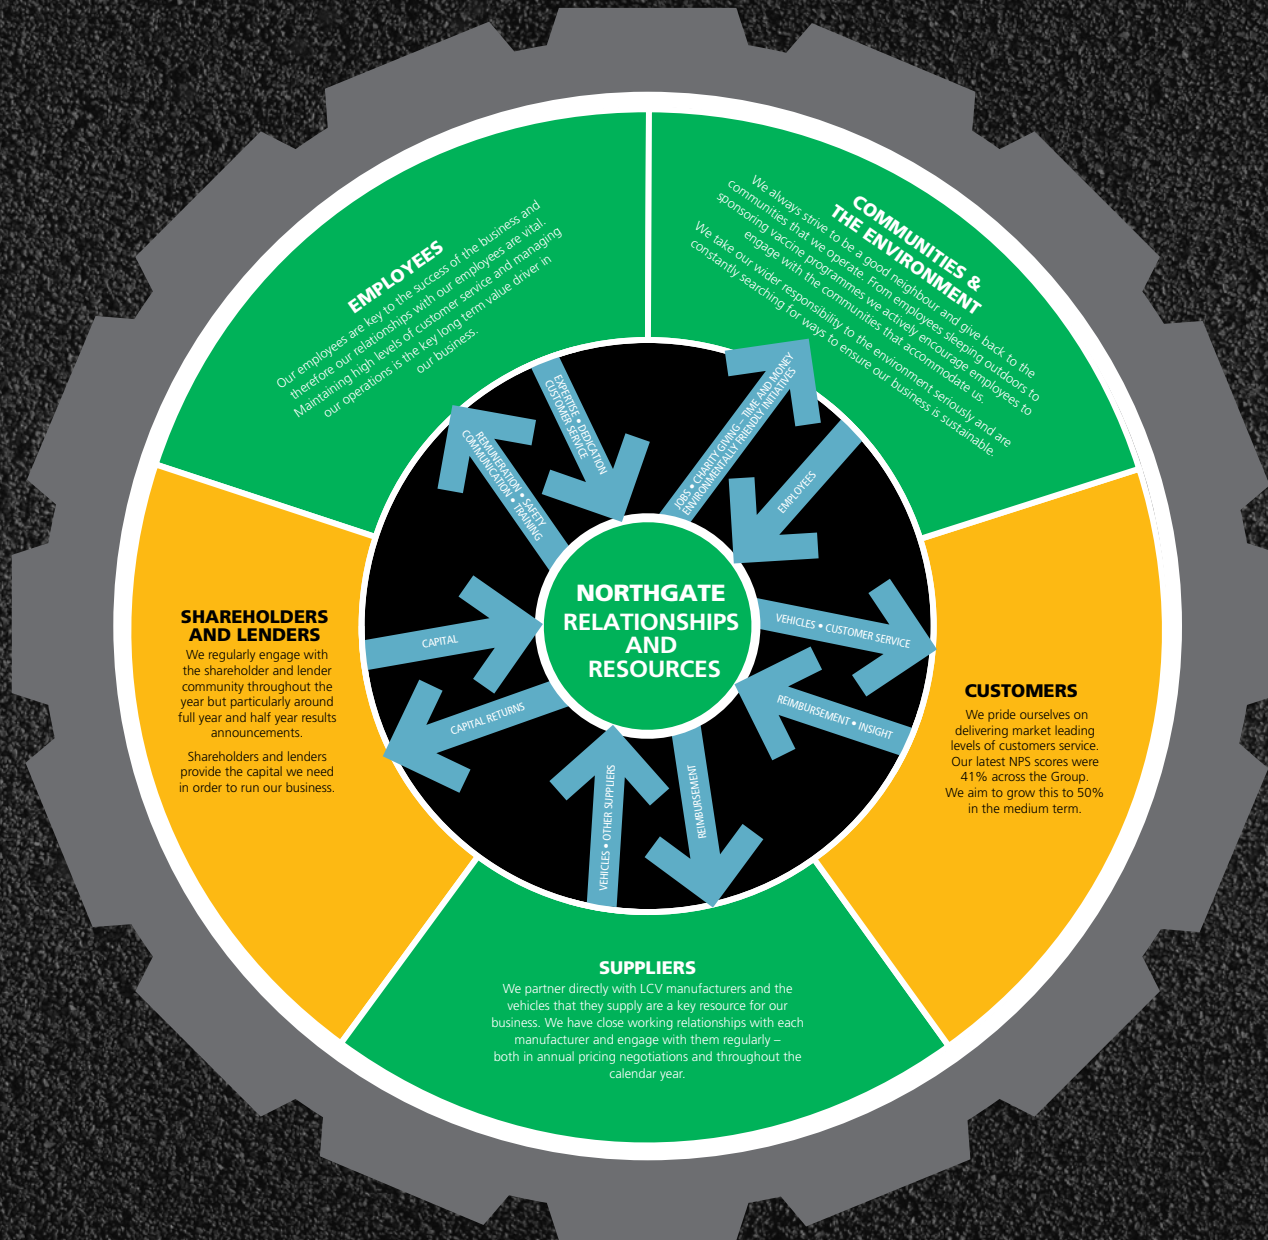 EMPLOYEES
Our employees are key to the success of the business and
therefore our relationships with our employees are vital.
Maintaining high levels of customer service and managing
our operations is the key long term value driver in
our business.
COMMUNITIES &
THE ENVIRONMENT
We always strive to be a good neighbour and give back to the
communities that we operate. From employees sleeping outdoors to
sponsoring vaccine programmes we actively encourage employees to
engage with the communities that accommodate us.
We take our wider responsibility to the environment seriously and are
constantly searching for ways to ensure our business is sustainable.
EXPERTISE • DEDICATION
CUSTOMER SERVICE
REMUNERATION • SAFETY
COMMUNICATION • TRAINING
JOBS • CHARITY GIVING – TIME AND MONEY
ENVIRONMENTALLY FRIENDLY INITIATIVES
EMPLOYEES
NORTHGATE
RELATIONSHIPS
AND
RESOURCES
CAPITAL
CAPITAL RETURNS
VEHICLES • CUSTOMER SERVICE
REIMBURSEMENT • INSIGHT
VEHICLES • OTHER SUPPLIERS
REIMBURSEMENT
SHAREHOLDERS
AND LENDERS
We regularly engage with
the shareholder and lender
community throughout the
year but particularly around
full year and half year results
announcements.
Shareholders and lenders
provide the capital we need
in order to run our business.
CUSTOMERS
We pride ourselves on
delivering market leading
levels of customers service.
Our latest NPS scores were
41% across the Group.
We aim to grow this to 50%
in the medium term.
SUPPLIERS
We partner directly with LCV manufacturers and the
vehicles that they supply are a key resource for our
business. We have close working relationships with each
manufacturer and engage with them regularly –
both in annual pricing negotiations and throughout the
calendar year.